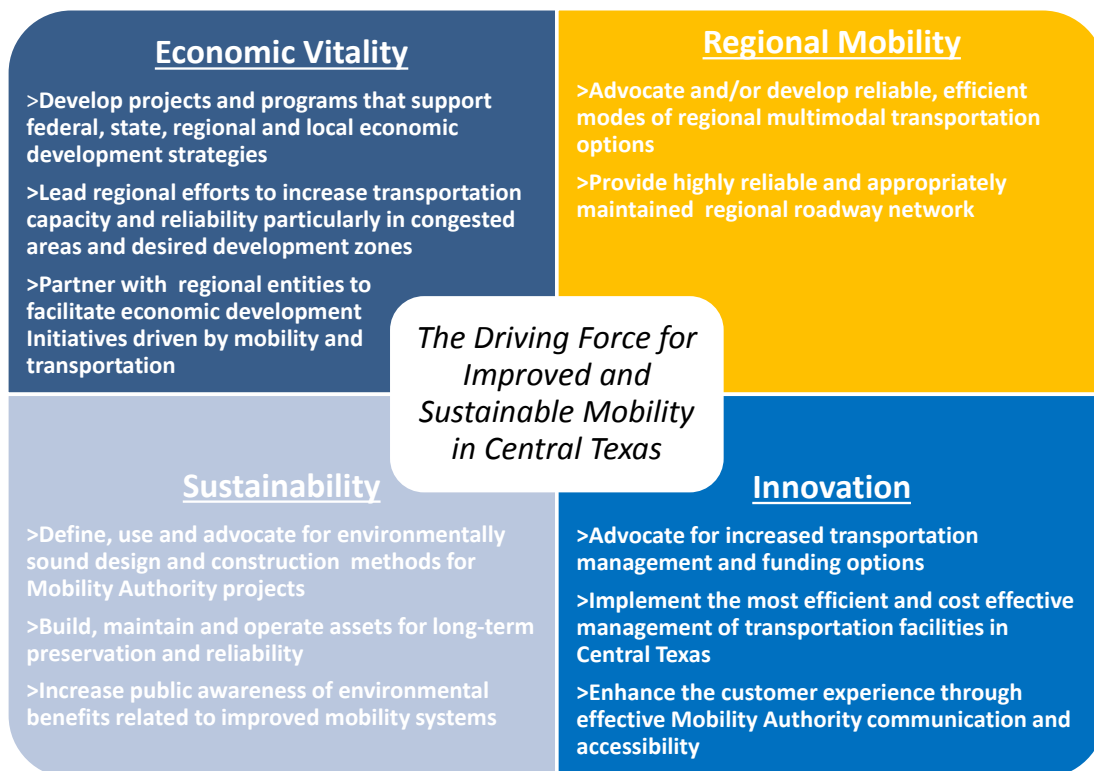 Economic Vitality
>Develop projects and programs that support
federal, state, regional and local economic
development strategies
>Lead regional efforts to increase transportation
capacity and reliability particularly in congested
areas and desired development zones
>Partner with  regional entities to
facilitate economic development
Initiatives driven by mobility and
transportation
Regional Mobility
>Advocate and/or develop reliable, efficient
modes of regional multimodal transportation
options
>Provide highly reliable and appropriately
maintained  regional roadway network
The Driving Force for
Improved and
Sustainable Mobility
in Central Texas
Sustainability
>Define, use and advocate for environmentally
sound design and construction  methods for
Mobility Authority projects
>Build, maintain and operate assets for long-term
preservation and reliability
>Increase public awareness of environmental
benefits related to improved mobility systems
Innovation
>Advocate for increased transportation
management and funding options
>Implement the most efficient and cost effective
management of transportation facilities in
Central Texas
>Enhance the customer experience through
effective Mobility Authority communication and
accessibility